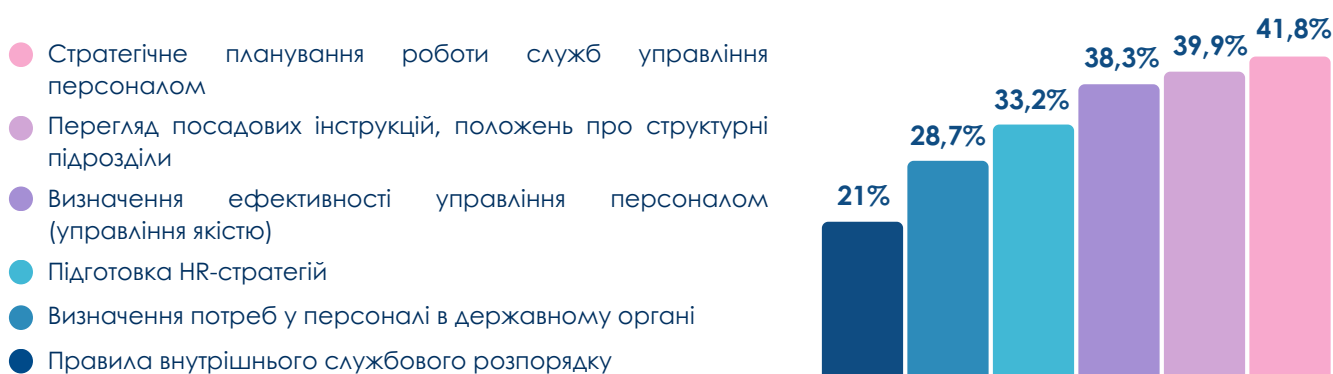 Стратегічне планування роботи служб управління
персоналом
Перегляд посадових інструкцій, положень про структурні
підрозділи
Визначення ефективності управління персоналом
(управління якістю)
Підготовка HR-стратегій
Визначення потреб у персоналі в державному органі
Правила внутрішнього службового розпорядку
21%
28,7%
33,2%
38,3%
39,9%
41,8%